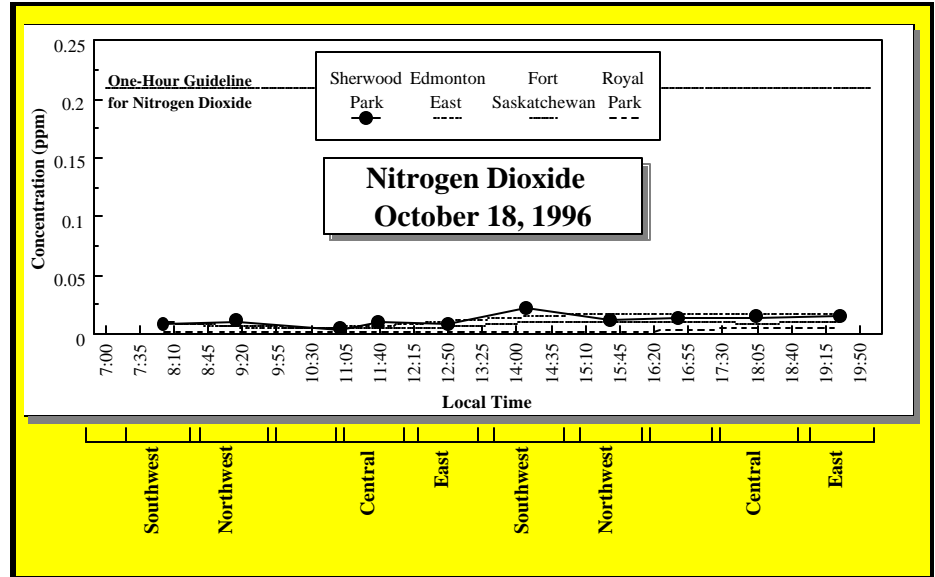 0.25
0.2
0.15
0.1
0.05
0
Concentration (ppm)
One-Hour Guideline
for Nitrogen Dioxide
Sherwood Edmonton Fort Royal
Park East Saskatchewan Park
Nitrogen Dioxide
October 18, 1996
7:00 7:35 8:10 8:45 9:20 9:55 10:30 11:05 11:40 12:15 12:50 13:25 14:00 14:35 15:10 15:45 16:20 16:55 17:30 18:05 18:40 19:15 19:50
Local Time
Southwest
Northwest
Central
East
Southwest
Northwest
Central
East